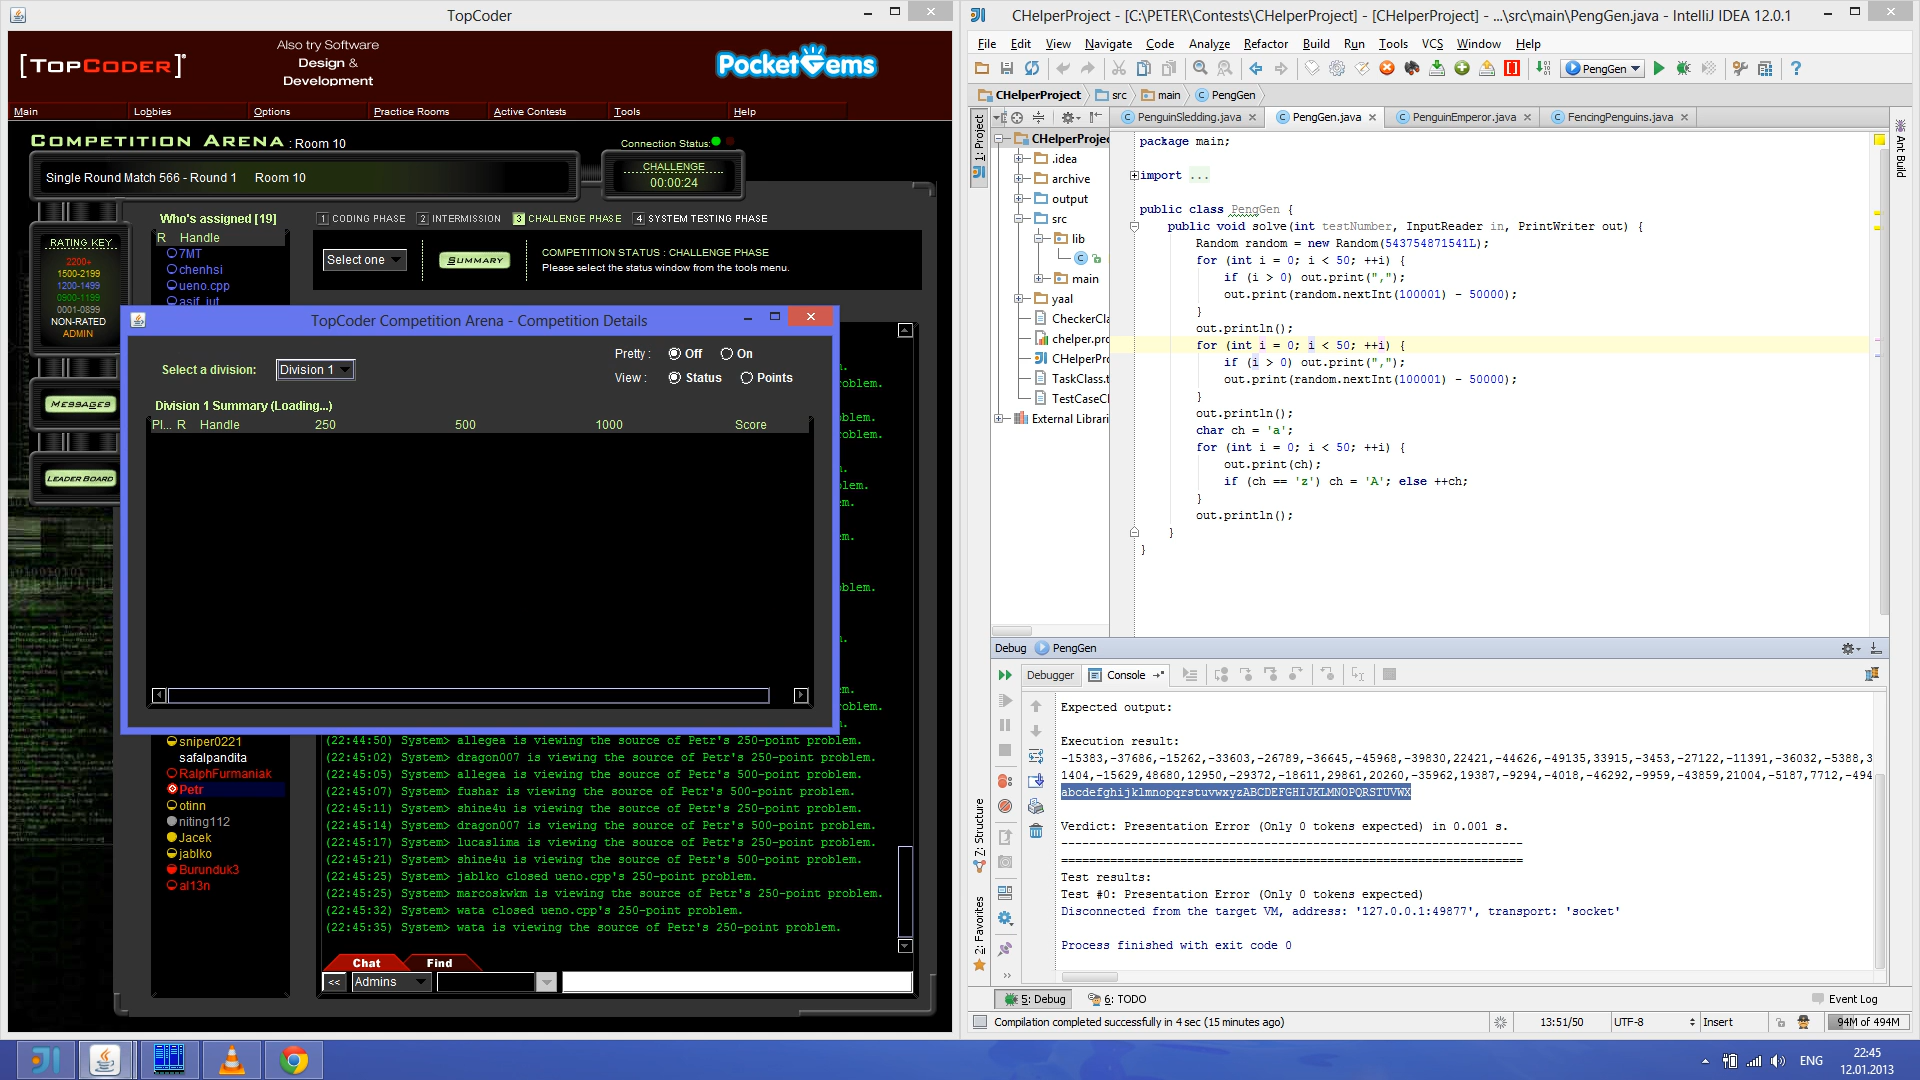 TopCoder
[TOPCODER]
Also try Software
Design &
Development
PocketGems
Main
Lobbies
Options
Practice Rooms
Active Contests
Tools
Help
COMPETITION ARENA : Room 10
Connection Status:
Single Round Match 566 - Round 1 Room 10
CHALLENGE
00:00:24
Who's assigned [19]
1 CODING PHASE 2 INTERMISSION 3 CHALLENGE PHASE 4 SYSTEM TESTING PHASE
RATING KEY
2200+
1500-2199
1200-1499
0900-1199
0001-0899
NON-RATED
ADMIN
R Handle
7MT
chenhsi
ueno.cpp
asif_iut
Select one
SUMMARY
COMPETITION STATUS : CHALLENGE PHASE
Please select the status window from the tools menu.
MESSAGES
LEADER BOARD
TopCoder Competition Arena - Competition Details
Select a division: Division 1
Pretty : Off On
View : Status Points
Division 1 Summary (Loading...)
Pl... R Handle 250 500 1000 Score
sniper0221
safalpandita
RalphFurmaniak
Petr
otinn
niting112
Jacek
jablko
Burunduk3
al13n
(22:44:50) System> allegea is viewing the source of Petr's 250-point problem.
(22:45:02) System> dragon007 is viewing the source of Petr's 250-point problem.
(22:45:05) System> allegea is viewing the source of Petr's 500-point problem.
(22:45:07) System> fushar is viewing the source of Petr's 500-point problem.
(22:45:11) System> shine4u is viewing the source of Petr's 250-point problem.
(22:45:14) System> dragon007 is viewing the source of Petr's 500-point problem.
(22:45:17) System> lucaslima is viewing the source of Petr's 250-point problem.
(22:45:21) System> shine4u is viewing the source of Petr's 500-point problem.
(22:45:25) System> jablko closed ueno.cpp's 250-point problem.
(22:45:25) System> marcoskwkm is viewing the source of Petr's 250-point problem.
(22:45:32) System> wata closed ueno.cpp's 250-point problem.
(22:45:35) System> wata is viewing the source of Petr's 250-point problem.
Chat Find
<< Admins
CHelperProject - [C:\PETER\Contests\CHelperProject] - [CHelperProject] - ...\src\main\PengGen.java - IntelliJ IDEA 12.0.1
File Edit View Navigate Code Analyze Refactor Build Run Tools VCS Window Help
PengGen
CHelperProject src main PengGen
1: Project
PenguinSledding.java PengGen.java PenguinEmperor.java FencingPenguins.java
Ant Build
CHelperProjec
.idea
archive
output
src
lib
main
yaal
CheckerCla
chelper.pro
CHelperPro
TaskClass.t
TestCaseCl
External Librari
package main;
import ...
public class PengGen {
public void solve(int testNumber, InputReader in, PrintWriter out) {
Random random = new Random(543754871541L);
for (int i = 0; i < 50; ++i) {
if (i > 0) out.print(",");
out.print(random.nextInt(100001) - 50000);
}
out.println();
for (int i = 0; i < 50; ++i) {
if (i > 0) out.print(",");
out.print(random.nextInt(100001) - 50000);
}
out.println();
char ch = 'a';
for (int i = 0; i < 50; ++i) {
out.print(ch);
if (ch == 'z') ch = 'A'; else ++ch;
}
out.println();
}
}
Debug PengGen
Debugger Console
7: Structure
2: Favorites
Expected output:
Execution result:
-15383,-37686,-15262,-33603,-26789,-36645,-45968,-39830,22421,-44626,-49135,33915,-3453,-27122,-11391,-36032,-5388,3
1404,-15629,48680,12950,-29372,-18611,29861,20260,-35962,19387,-9294,-4018,-46292,-9959,-43859,21004,-5187,7712,-494
abcdefghijklmnopqrstuvwxyzABCDEFGHIJKLMNOPQRSTUVWX
Verdict: Presentation Error (Only 0 tokens expected) in 0.001 s.
------------------------------------------------------------------
==================================================================
Test results:
Test #0: Presentation Error (Only 0 tokens expected)
Disconnected from the target VM, address: '127.0.0.1:49877', transport: 'socket'
Process finished with exit code 0
5: Debug 6: TODO Event Log
Compilation completed successfully in 4 sec (15 minutes ago)
13:51/50 UTF-8 Insert 94M of 494M
ENG
22:45
12.01.2013